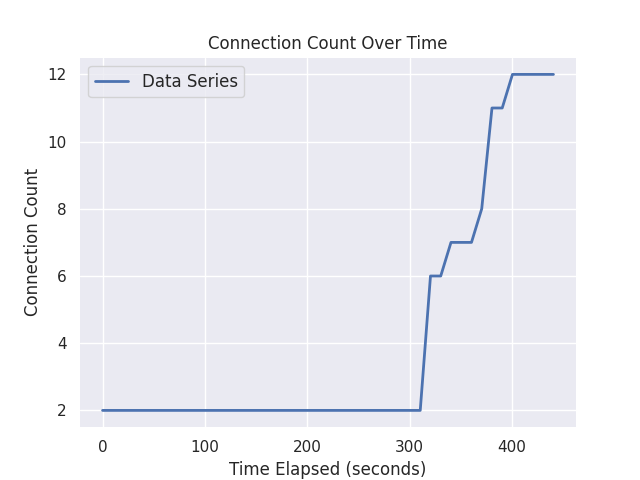 Connection Count Over Time
Data Series
Connection Count
12
10
8
6
4
2
0 100 200 300 400
Time Elapsed (seconds)